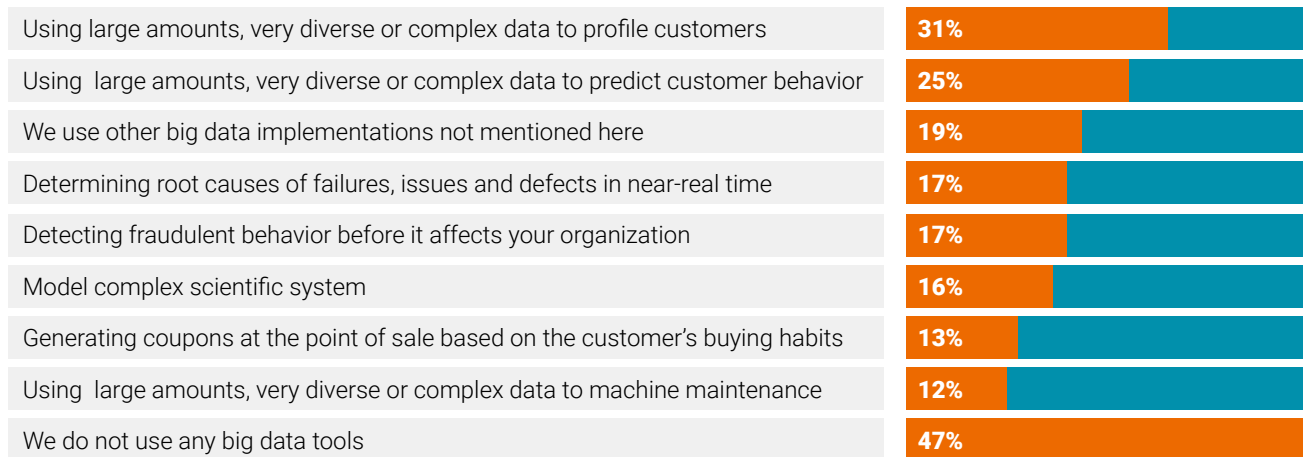 Using large amounts, very diverse or complex data to profile customers 31%
Using  large amounts, very diverse or complex data to predict customer behavior 25%
We use other big data implementations not mentioned here 19%
Determining root causes of failures, issues and defects in near-real time 17%
Detecting fraudulent behavior before it affects your organization 17%
Model complex scientific system 16%
Generating coupons at the point of sale based on the customer’s buying habits 13%
Using  large amounts, very diverse or complex data to machine maintenance 12%
We do not use any big data tools 47%